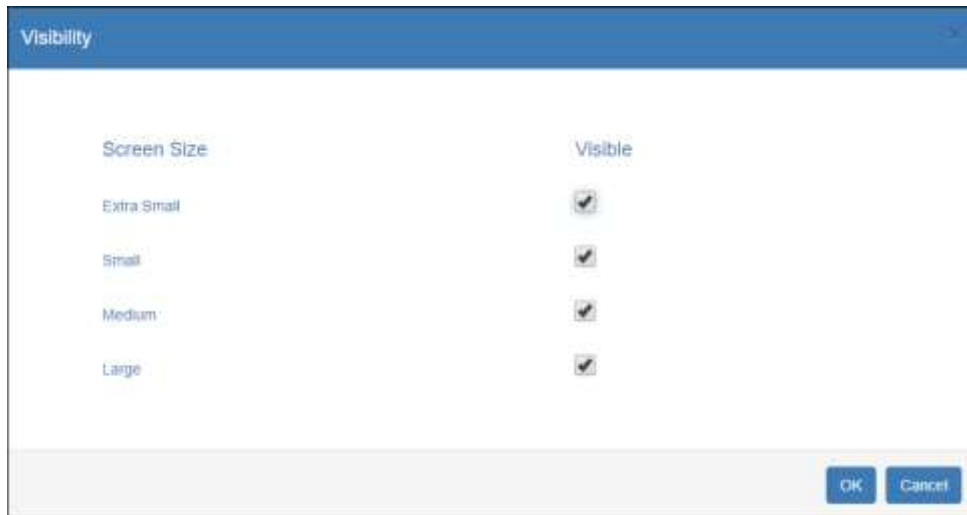 Visibility
Screen Size Visible
Extra Small
Small
Medium
Large
OK Cancel